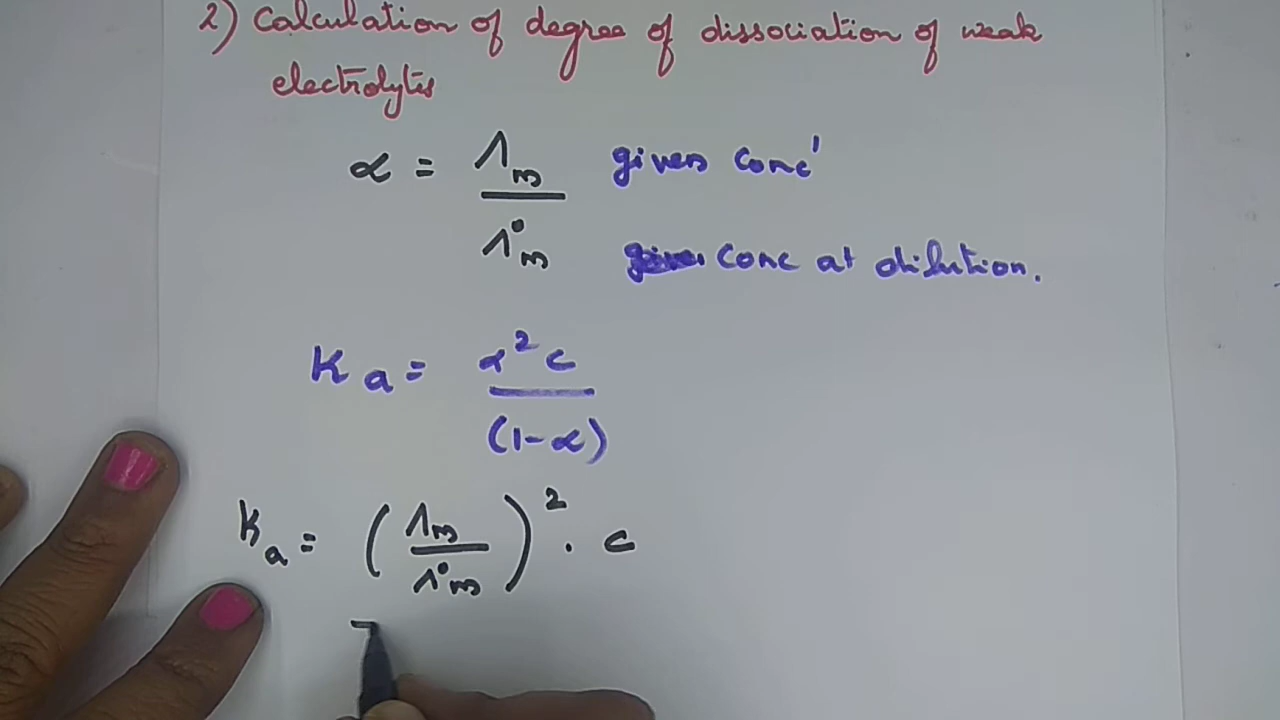 2) Calculation of degree of dissociation of weak
electrolytes
α = Λm / Λ°m
given conc'
conc at dilution.
Ka = α² c / (1-α)
Ka = (Λm / Λ°m)² . c